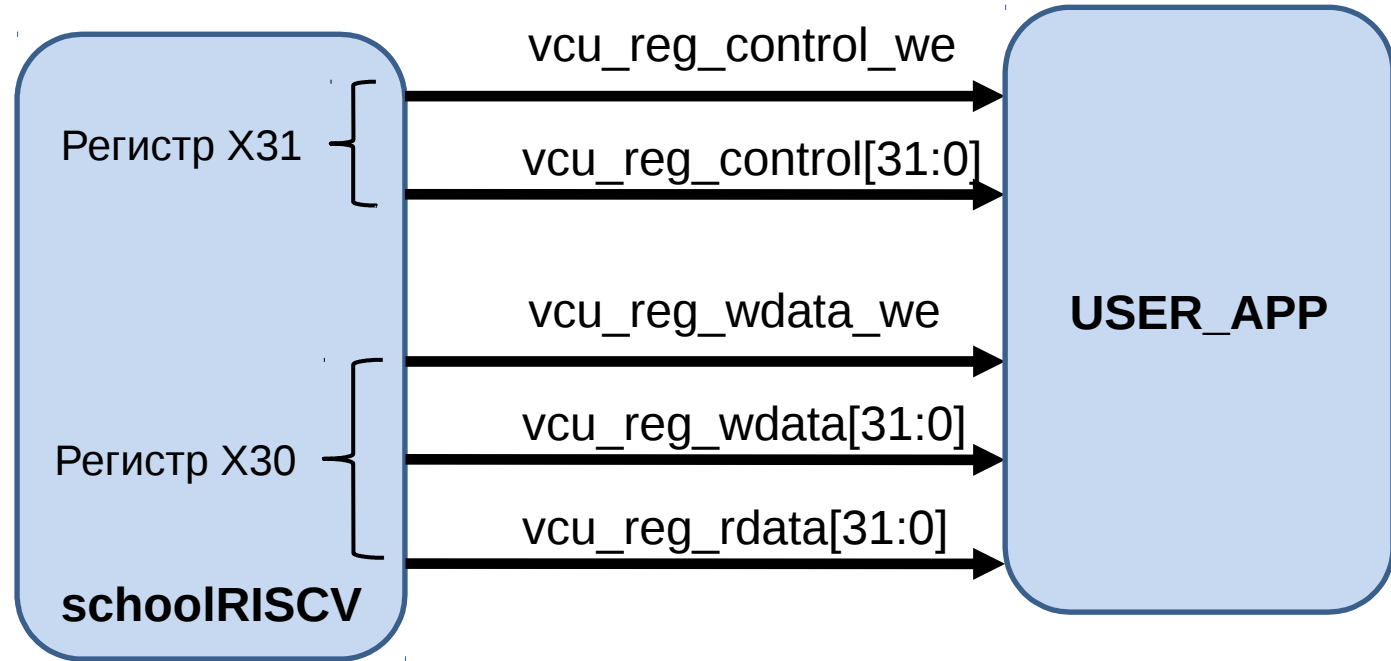 vcu_reg_control_we
Регистр X31
vcu_reg_control[31:0]
vcu_reg_wdata_we
USER_APP
vcu_reg_wdata[31:0]
Регистр X30
vcu_reg_rdata[31:0]
schoolRISCV